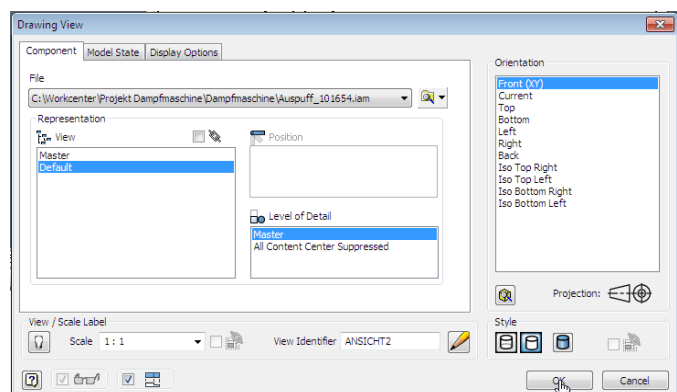 Drawing View
Component
Model State
Display Options
File
C:\Workcenter\Projekt Dampfmaschine\Dampfmaschine\Auspuff_101654.iam
Representation
View
Master
Default
Position
Level of Detail
Master
All Content Center Suppressed
Orientation
Front (XY)
Current
Top
Bottom
Left
Right
Back
Iso Top Right
Iso Top Left
Iso Bottom Right
Iso Bottom Left
Projection:
View / Scale Label
Scale
1 : 1
View Identifier
ANSICHT2
Style
OK
Cancel